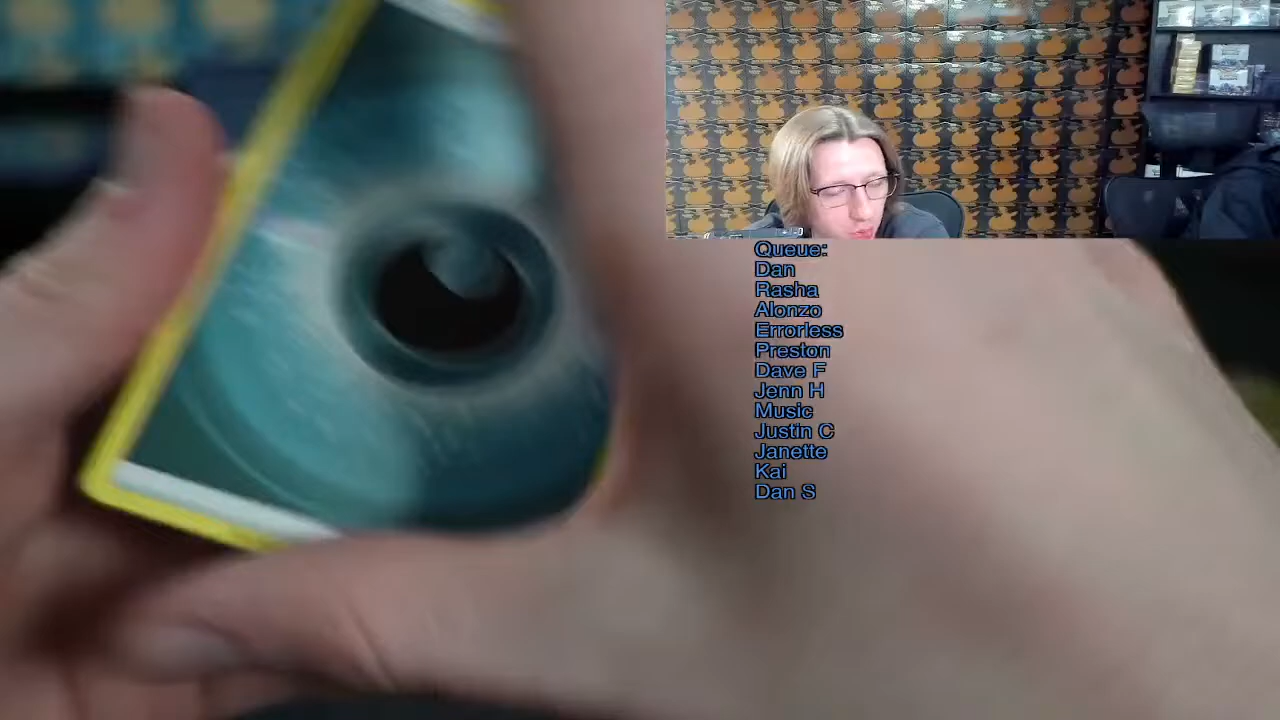 Queue:
Dan
Rasha
Alonzo
Errorless
Preston
Dave F
Jenn H
Music
Justin C
Janette
Kai
Dan S